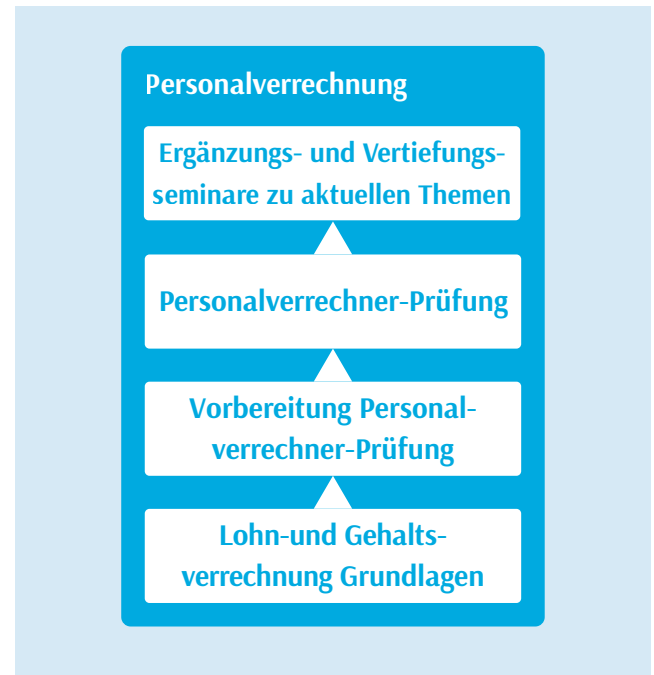 Personalverrechnung
Ergänzungs- und Vertiefungs-
seminare zu aktuellen Themen
Personalverrechner-Prüfung
Vorbereitung Personal-
verrechner-Prüfung
Lohn-und Gehalts-
verrechnung Grundlagen